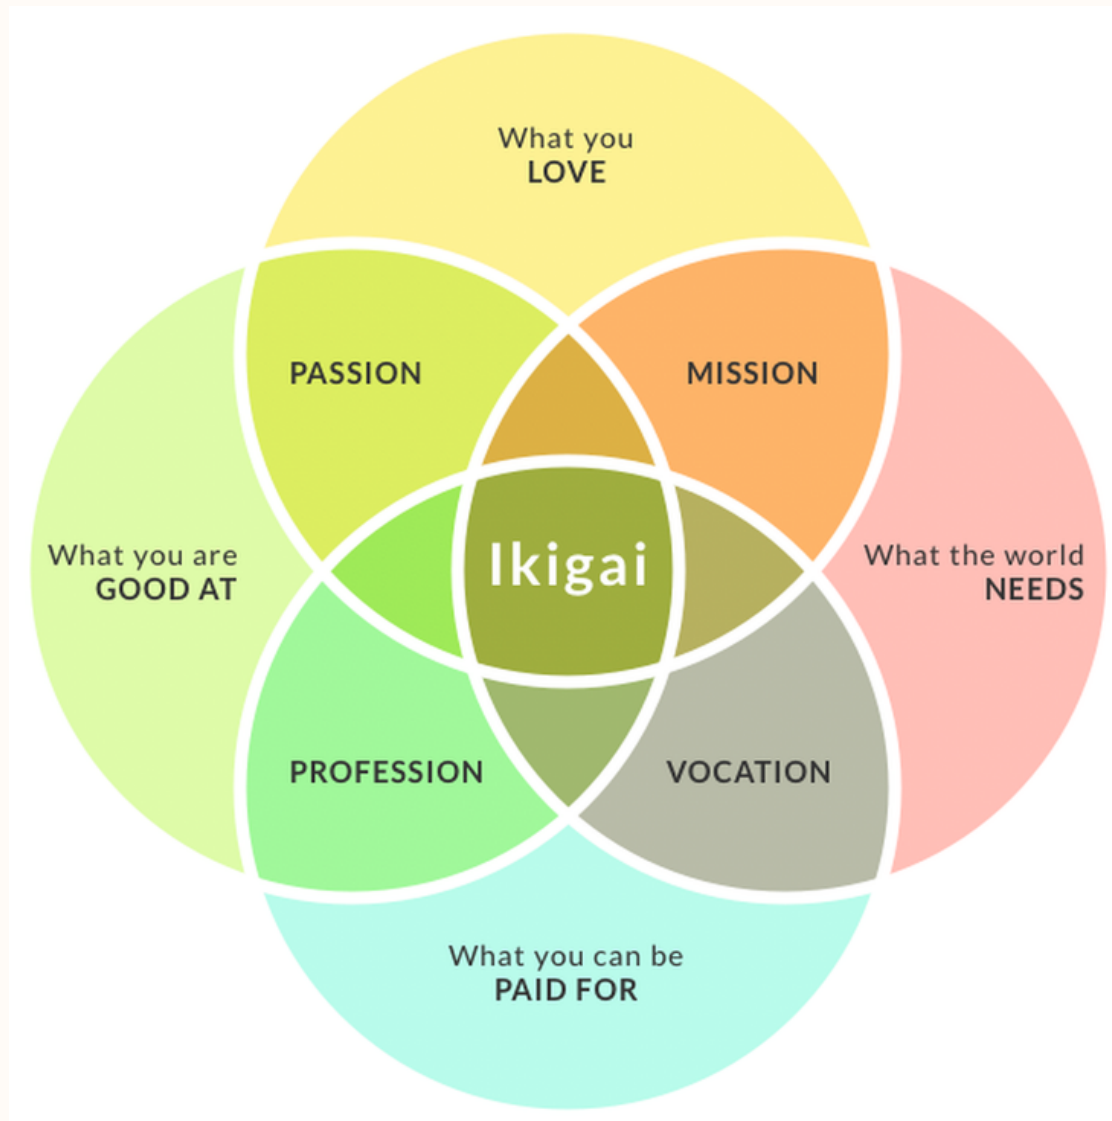 What you
LOVE
PASSION
MISSION
What you are
GOOD AT
Ikigai
What the world
NEEDS
PROFESSION
VOCATION
What you can be
PAID FOR